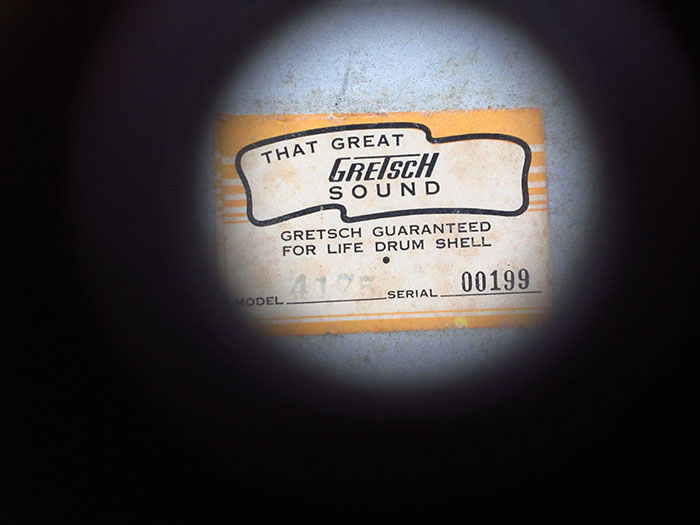 THAT GREAT
GRETSCH
SOUND
GRETSCH GUARANTEED
FOR LIFE DRUM SHELL
MODEL 4175 SERIAL 00199